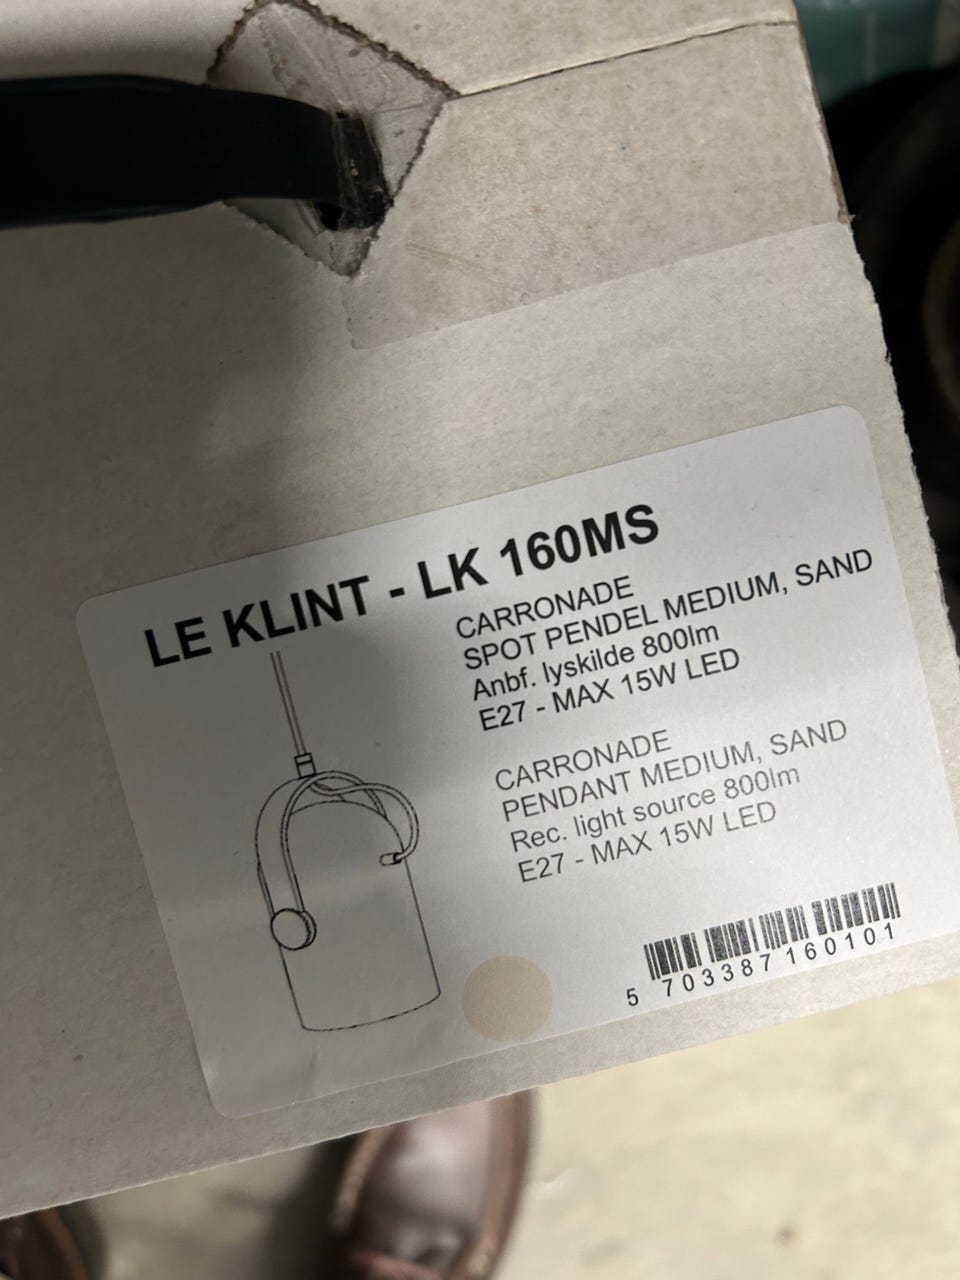 LE KLINT - LK 160MS
CARRONADE
SPOT PENDEL MEDIUM, SAND
Anbf. lyskilde 800lm
E27 - MAX 15W LED
CARRONADE
PENDANT MEDIUM, SAND
Rec. light source 800lm
E27 - MAX 15W LED
5 703387 160101